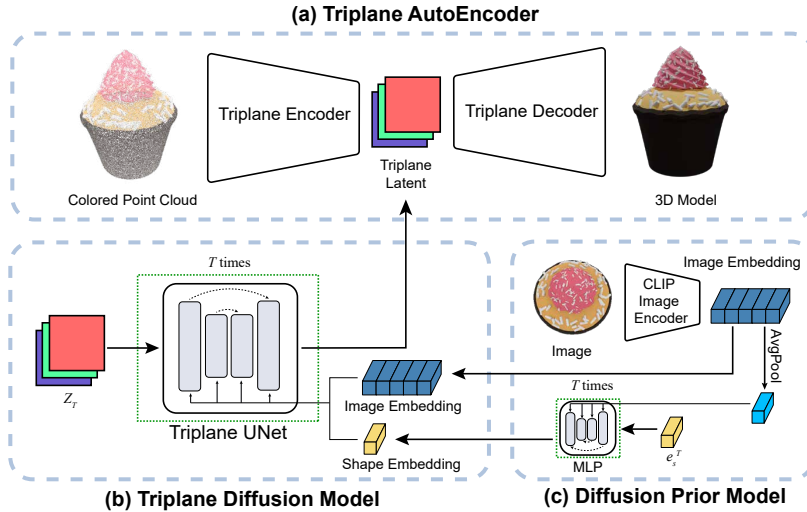 (a) Triplane AutoEncoder
Triplane Encoder
Triplane Decoder
Triplane
Latent
Colored Point Cloud
3D Model
T times
Z_T
Triplane UNet
Image Embedding
Shape Embedding
(b) Triplane Diffusion Model
Image Embedding
CLIP
Image
Encoder
Image
AvgPool
T times
MLP
e_s^T
(c) Diffusion Prior Model